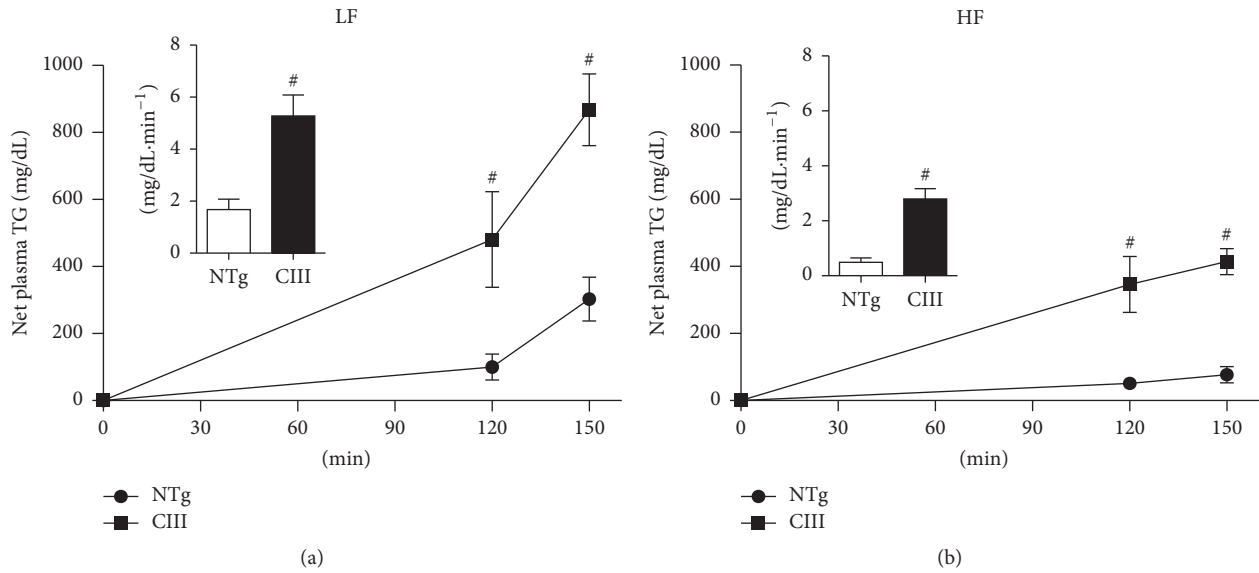 LF
Net plasma TG (mg/dL)
1000
800
600
400
200
0
0 30 60 90 120 150
(min)
(mg/dL·min⁻¹)
8
6
4
2
0
#
NTg CIII
#
#
NTg
CIII
(a)
HF
Net plasma TG (mg/dL)
1000
800
600
400
200
0
0 30 60 90 120 150
(min)
(mg/dL·min⁻¹)
8
6
4
2
0
#
NTg CIII
#
#
NTg
CIII
(b)